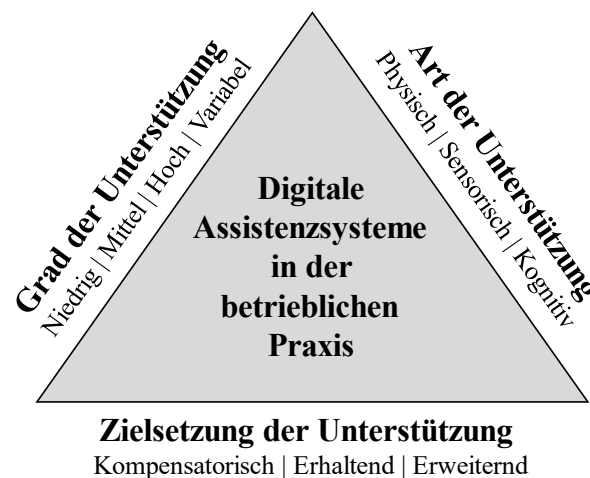 Grad der Unterstützung
Niedrig | Mittel | Hoch | Variabel
Art der Unterstützung
Physisch | Sensorisch | Kognitiv
Digitale
Assistenzsysteme
in der
betrieblichen
Praxis
Zielsetzung der Unterstützung
Kompensatorisch | Erhaltend | Erweiternd